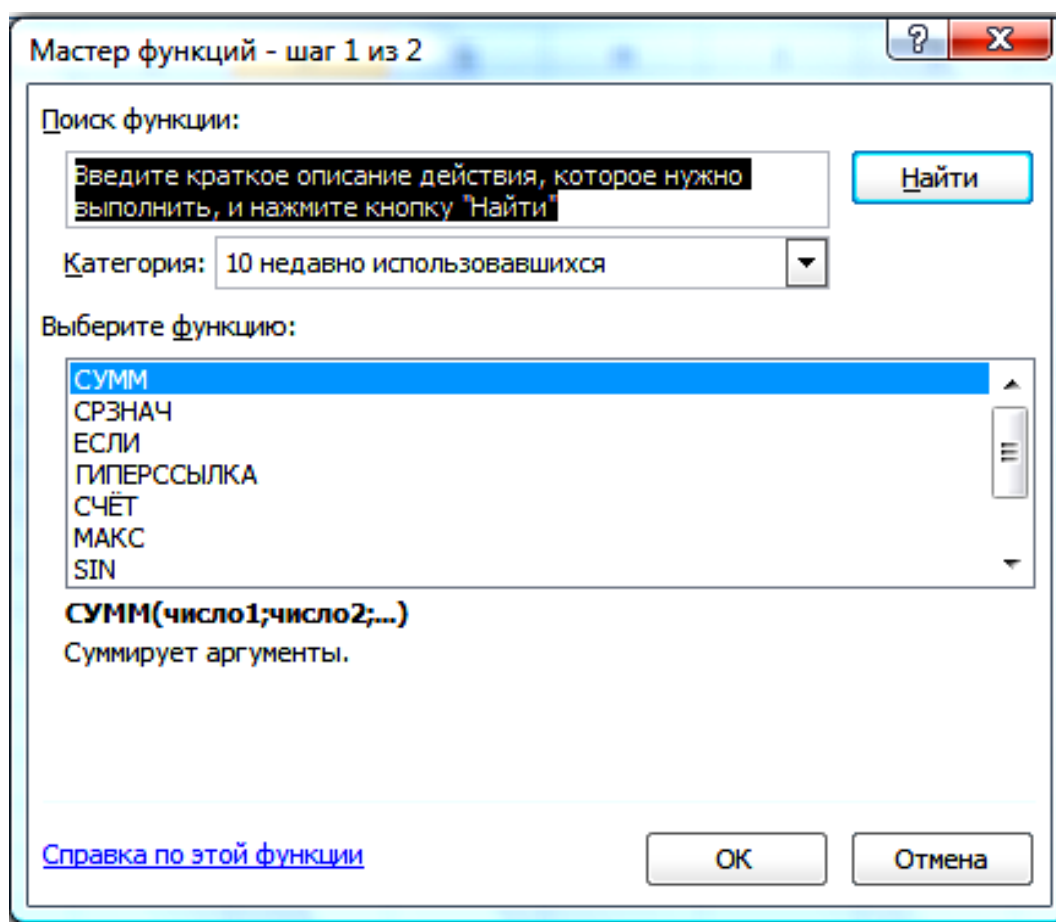 Мастер функций - шаг 1 из 2
Поиск функции:
Введите краткое описание действия, которое нужно
выполнить, и нажмите кнопку "Найти"
Найти
Категория: 10 недавно использовавшихся
Выберите функцию:
СУММ
СРЗНАЧ
ЕСЛИ
ГИПЕРССЫЛКА
СЧЁТ
МАКС
SIN
СУММ(число1;число2;...)
Суммирует аргументы.
Справка по этой функции
ОК
Отмена